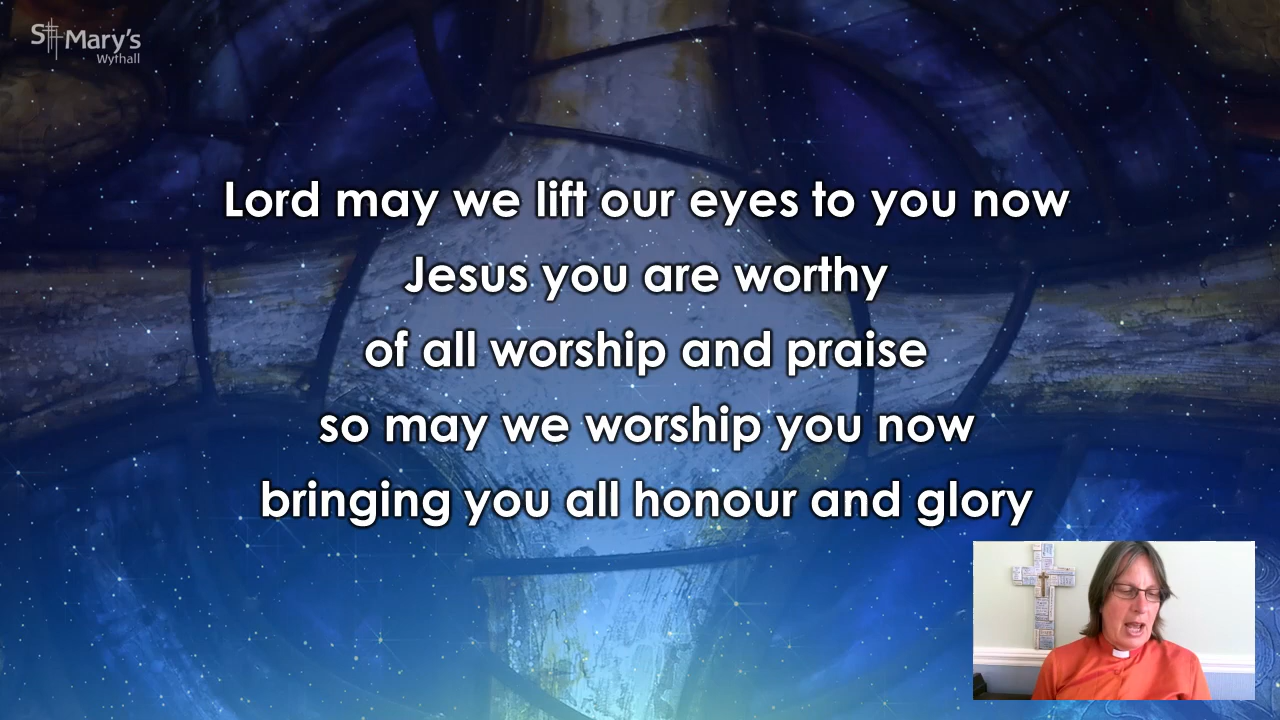 St Mary's
Wythall
Lord may we lift our eyes to you now
Jesus you are worthy
of all worship and praise
so may we worship you now
bringing you all honour and glory